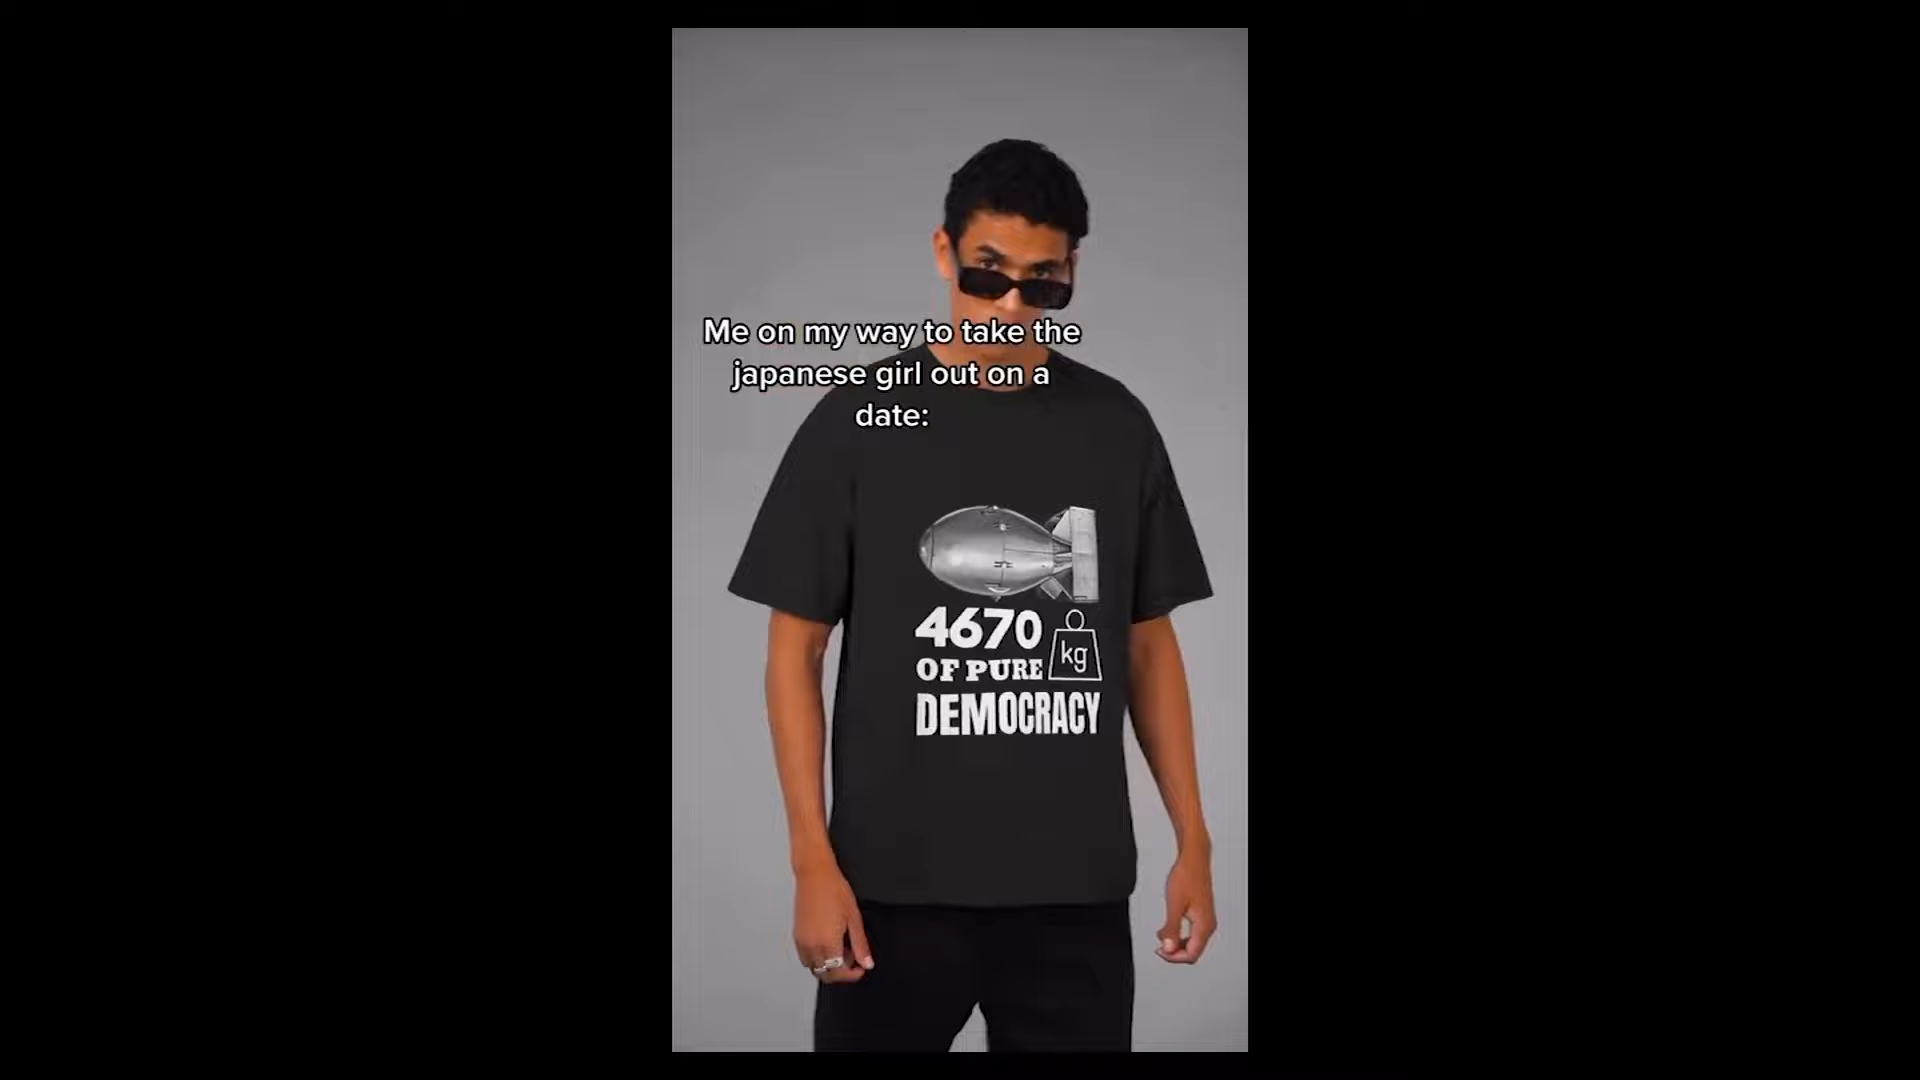 Me on my way to take the
japanese girl out on a
date:
4670
kg
OF PURE
DEMOCRACY